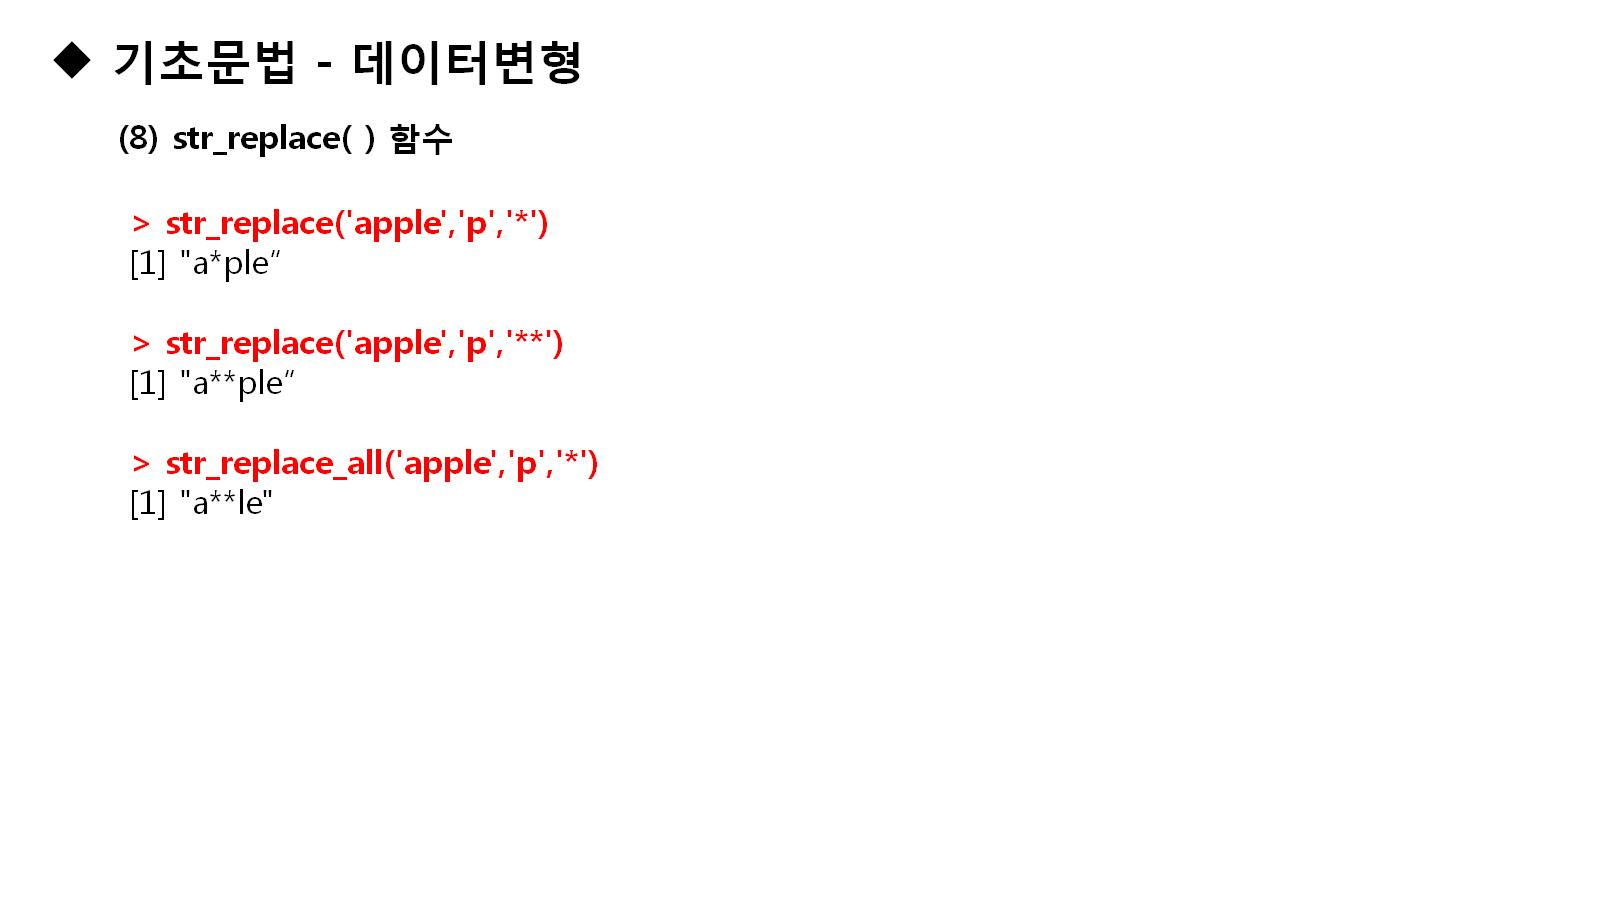 ◆ 기초문법 - 데이터변형
(8) str_replace( ) 함수
> str_replace('apple','p','*')
[1] "a*ple”
> str_replace('apple','p','**')
[1] "a**ple”
> str_replace_all('apple','p','*')
[1] "a**le"